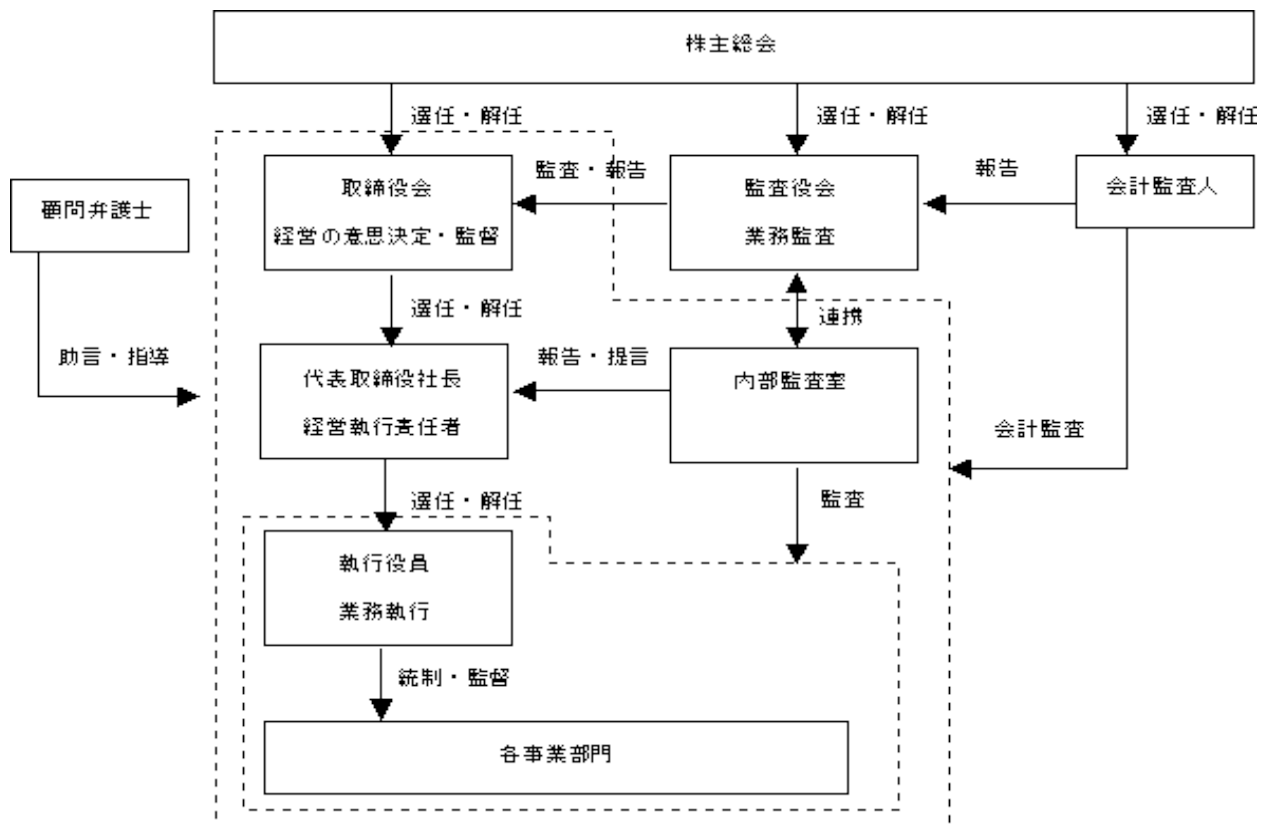 株主総会
選任・解任
選任・解任
選任・解任
顧問弁護士
取締役会
経営の意思決定・監督
監査・報告
監査役会
業務監査
報告
会計監査人
選任・解任
連携
助言・指導
代表取締役社長
経営執行責任者
報告・提言
内部監査室
会計監査
選任・解任
監査
執行役員
業務執行
統制・監督
各事業部門